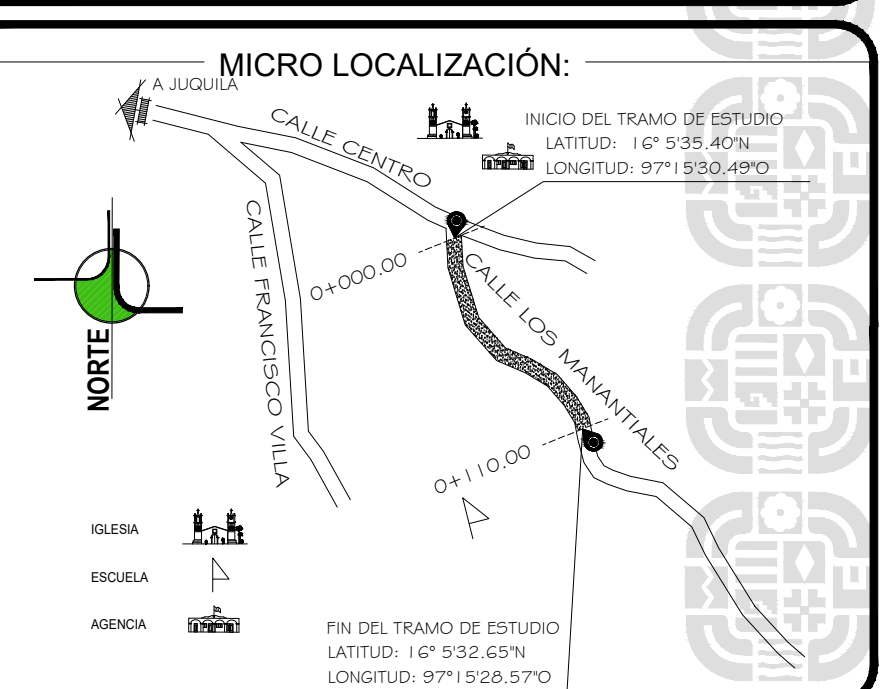 MICRO LOCALIZACIÓN:
A JUQUILA
CALLE CENTRO
INICIO DEL TRAMO DE ESTUDIO
LATITUD: 16° 5'35.40"N
LONGITUD: 97°15'30.49"O
CALLE FRANCISCO VILLA
0+000.00
CALLE LOS MANANTIALES
NORTE
0+110.00
IGLESIA
ESCUELA
AGENCIA
FIN DEL TRAMO DE ESTUDIO
LATITUD: 16° 5'32.65"N
LONGITUD: 97°15'28.57"O